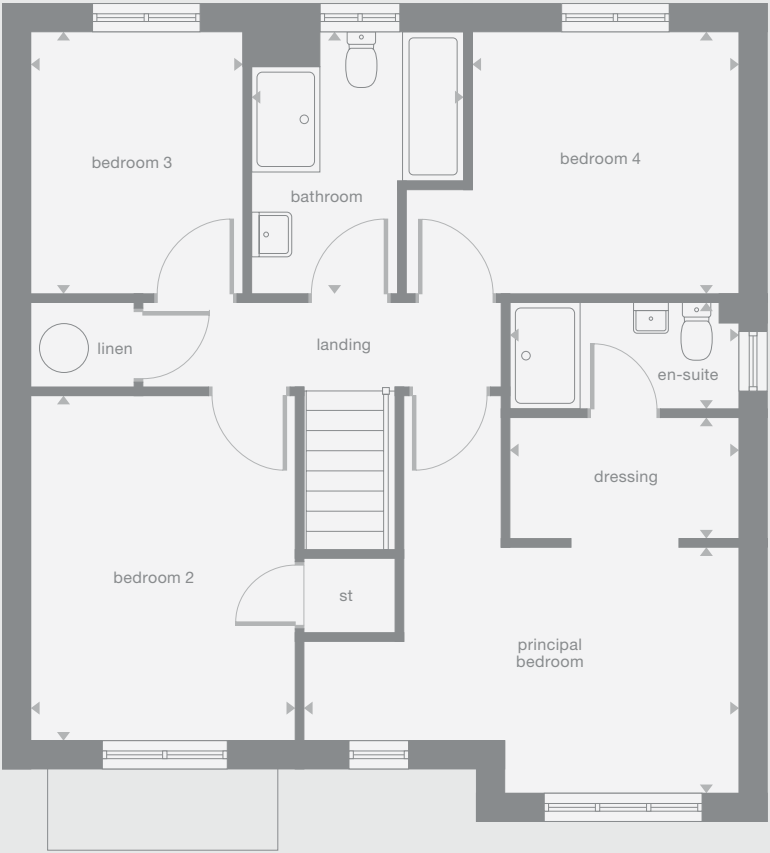 bedroom 3
bathroom
bedroom 4
linen
landing
en-suite
dressing
bedroom 2
st
principal
bedroom